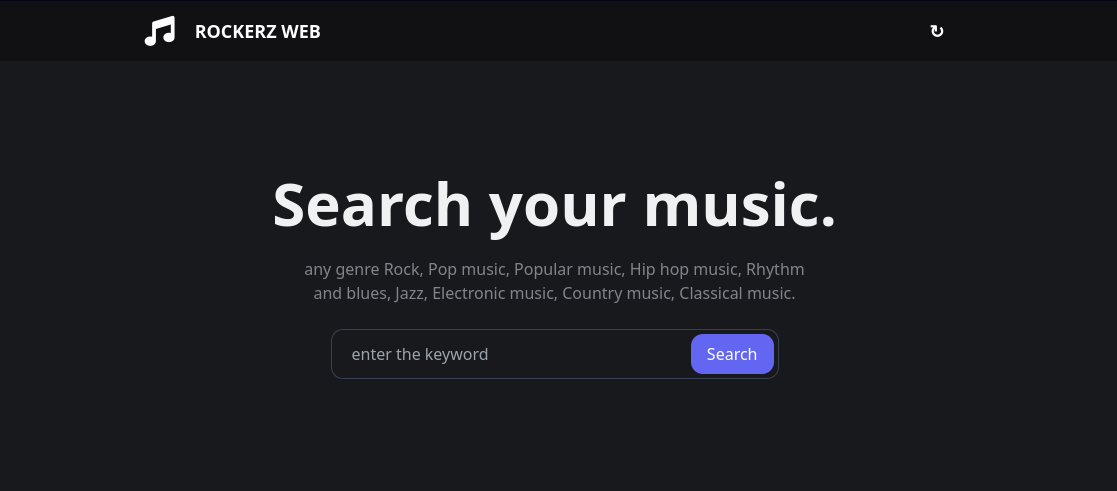 ROCKERZ WEB
↻
Search your music.
any genre Rock, Pop music, Popular music, Hip hop music, Rhythm
and blues, Jazz, Electronic music, Country music, Classical music.
enter the keyword
Search